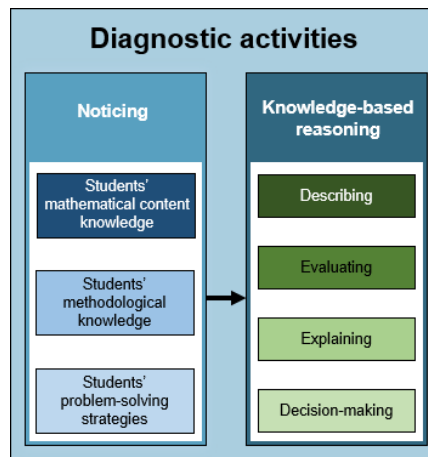 Diagnostic activities
Noticing
Students'
mathematical content
knowledge
Students'
methodological
knowledge
Students'
problem-solving
strategies
Knowledge-based
reasoning
Describing
Evaluating
Explaining
Decision-making